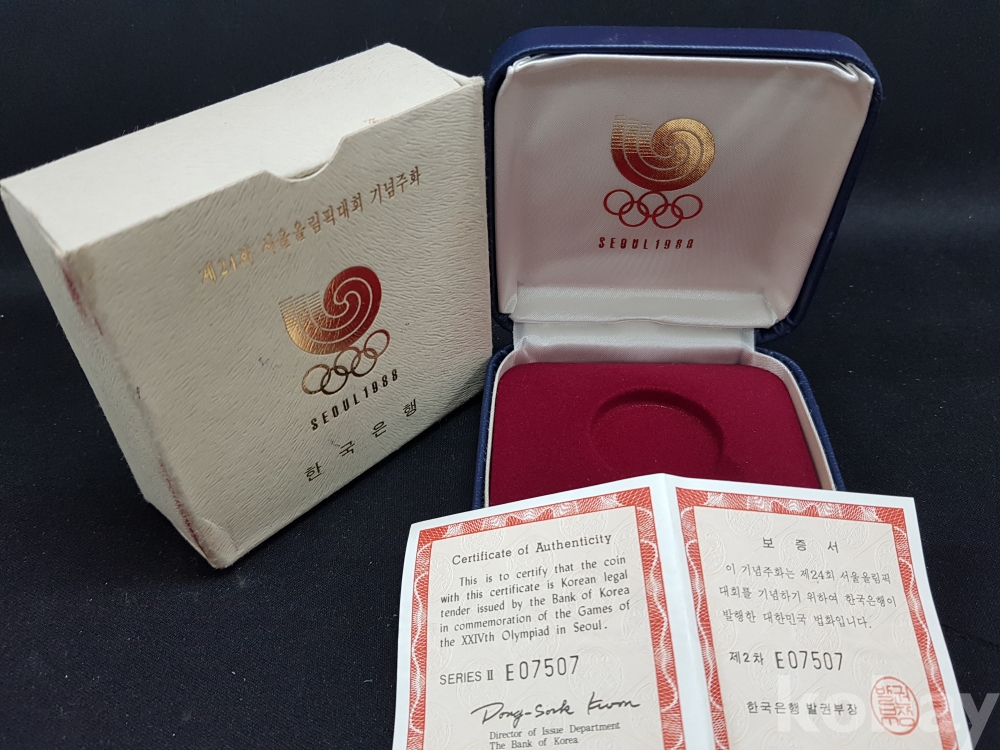 제24회 서울올림픽대회 기념주화
SEOUL 1988
한국은행
SEOUL 1988
Certificate of Authenticity
This is to certify that the coin
with this certificate is Korean legal
tender issued by the Bank of Korea
in commemoration of the Games of
the XXIVth Olympiad in Seoul.
SERIES II E07507
Dong-Sork Kwon
Director of Issue Department
The Bank of Korea
보증서
이 기념주화는 제24회 서울올림픽
대회를 기념하기 위하여 한국은행이
발행한 대한민국 법화입니다.
제2차 E07507
한국은행 발권부장
kobay